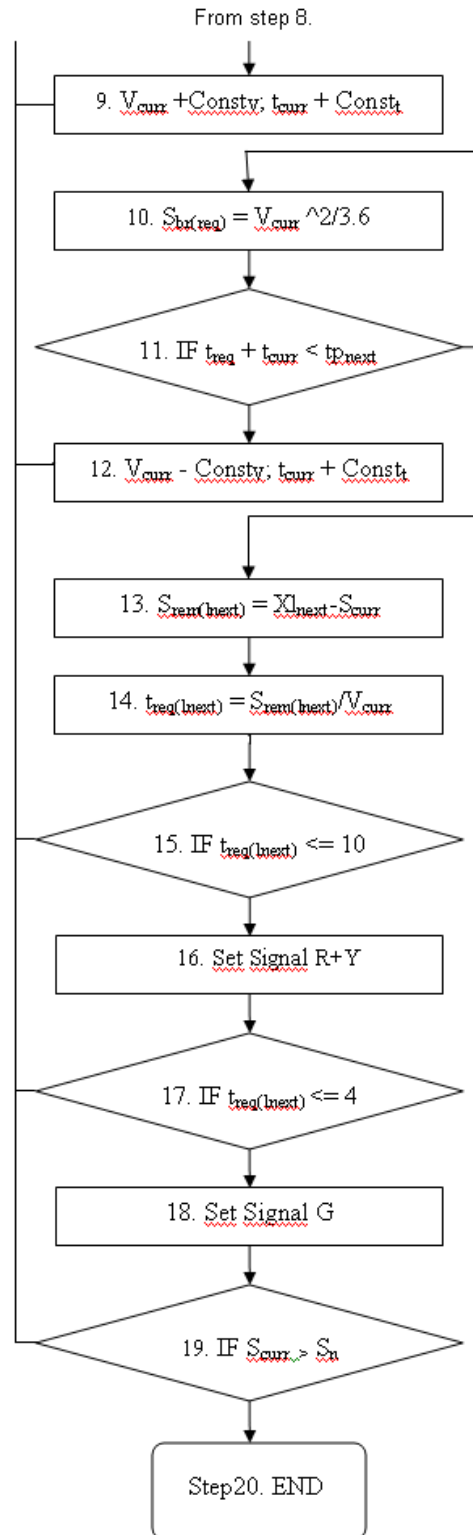 From step 8.
9. Vcurr +Constv; tcurr + Constt
10. Sbr(req) = Vcurr ^2/3.6
11. IF treq + tcurr < tpnext
12. Vcurr - Constv; tcurr + Constt
13. Srem(lnext) = Xlnext-Scurr
14. treq(lnext) = Srem(lnext)/Vcurr
15. IF treq(lnext) <= 10
16. Set Signal R+Y
17. IF treq(lnext) <= 4
18. Set Signal G
19. IF Scurr > Sn
Step20. END